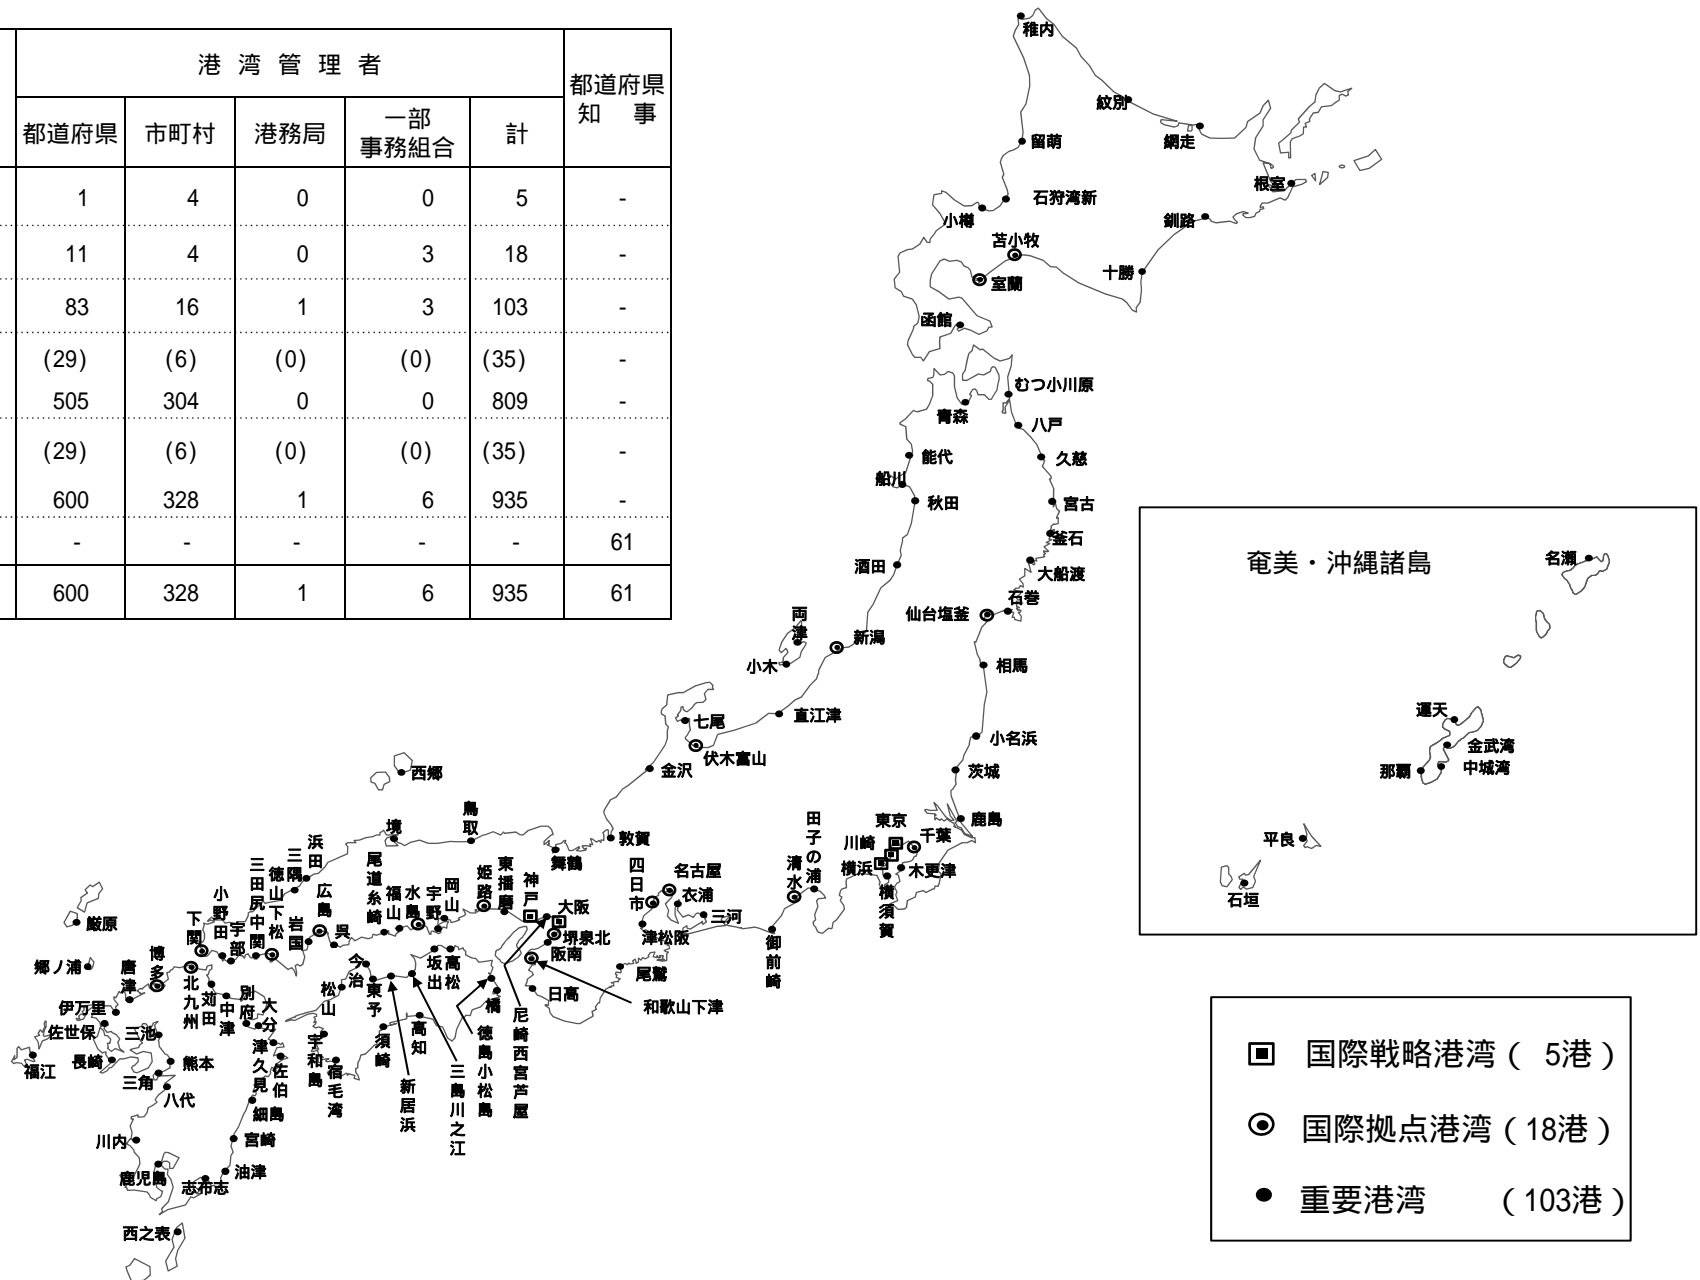 港湾管理者
都道府県 知事
都道府県 市町村 港務局 一部事務組合 計
1 4 0 0 5 -
11 4 0 3 18 -
83 16 1 3 103 -
(29) (6) (0) (0) (35) -
505 304 0 0 809 -
(29) (6) (0) (0) (35) -
600 328 1 6 935 -
- - - - - 61
600 328 1 6 935 61
稚内
紋別
網走
留萌
根室
石狩湾新
小樽
釧路
苫小牧
十勝
室蘭
函館
むつ小川原
青森
八戸
能代
久慈
船川
秋田
宮古
釜石
酒田
大船渡
石巻
仙台塩釜
両津
新潟
小木
相馬
七尾
直江津
小名浜
伏木富山
金沢
茨城
西郷
鹿島
鳥取
境
敦賀
舞鶴
田子の浦
東京
川崎
千葉
横浜
木更津
横須賀
清水
御前崎
名古屋
四日市
衣浦
三河
津松阪
尾鷲
浜田
三隅
徳山下松
三田尻中関
小野田
宇部
下関
広島
岩国
呉
尾道糸崎
福山
水島
宇野
岡山
姫路
東播磨
神戸
大阪
堺泉北
阪南
日高
和歌山下津
尼崎西宮芦屋
今治
松山
東予
坂出
高松
橘
徳島小松島
三島川之江
新居浜
高知
須崎
宇和島
宿毛湾
厳原
郷ノ浦
博多
唐津
北九州
苅田
中津
別府
大分
津久見
佐伯
伊万里
佐世保
三池
長崎
熊本
福江
三角
八代
細島
川内
宮崎
鹿児島
油津
志布志
西之表
奄美・沖縄諸島
名瀬
運天
金武湾
那覇
中城湾
平良
石垣
国際戦略港湾（ 5港）
国際拠点港湾（18港）
重要港湾 （103港）